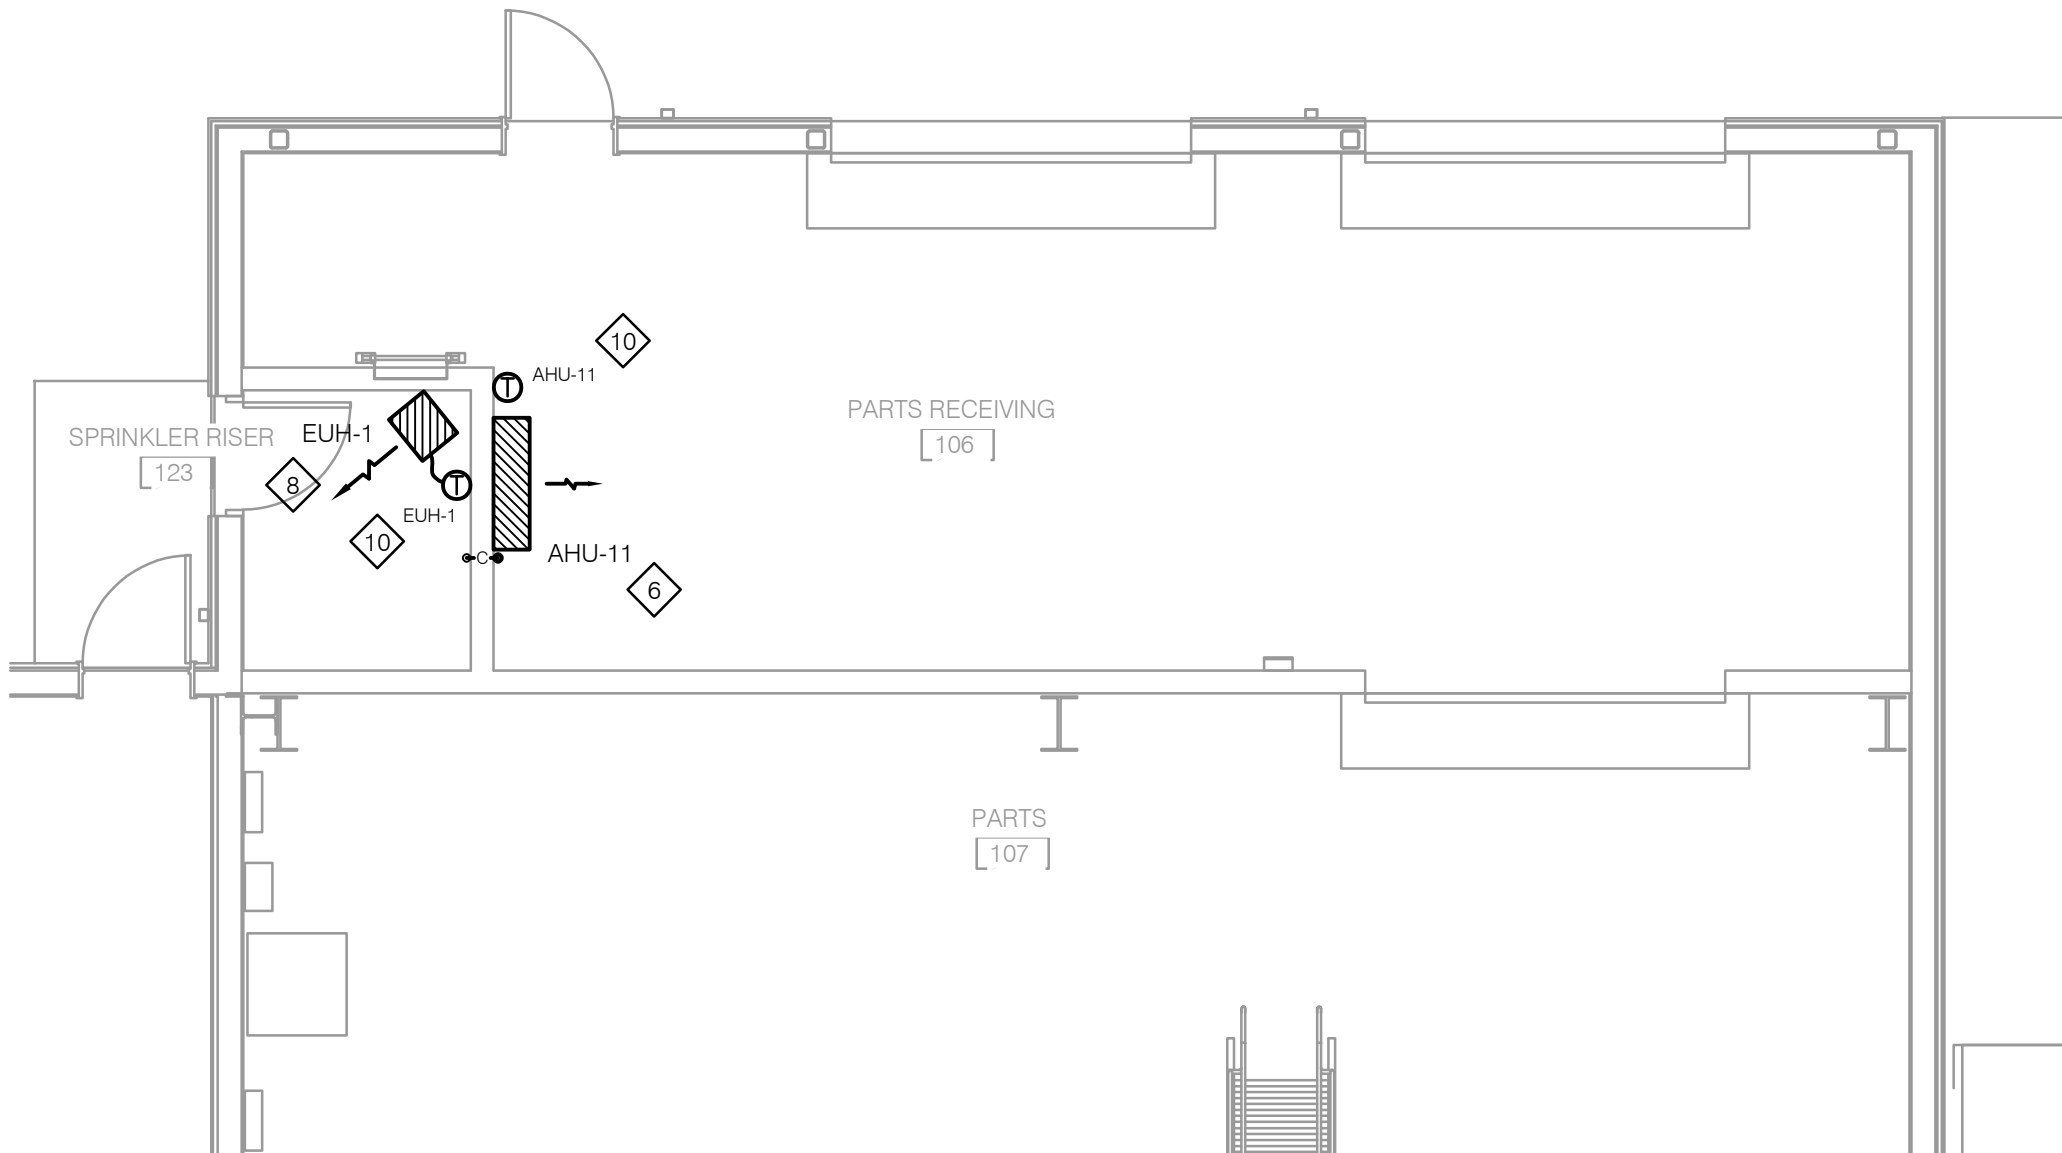 10
T
AHU-11
PARTS RECEIVING
106
SPRINKLER RISER
123
EUH-1
8
T
EUH-1
10
C
AHU-11
6
PARTS
107